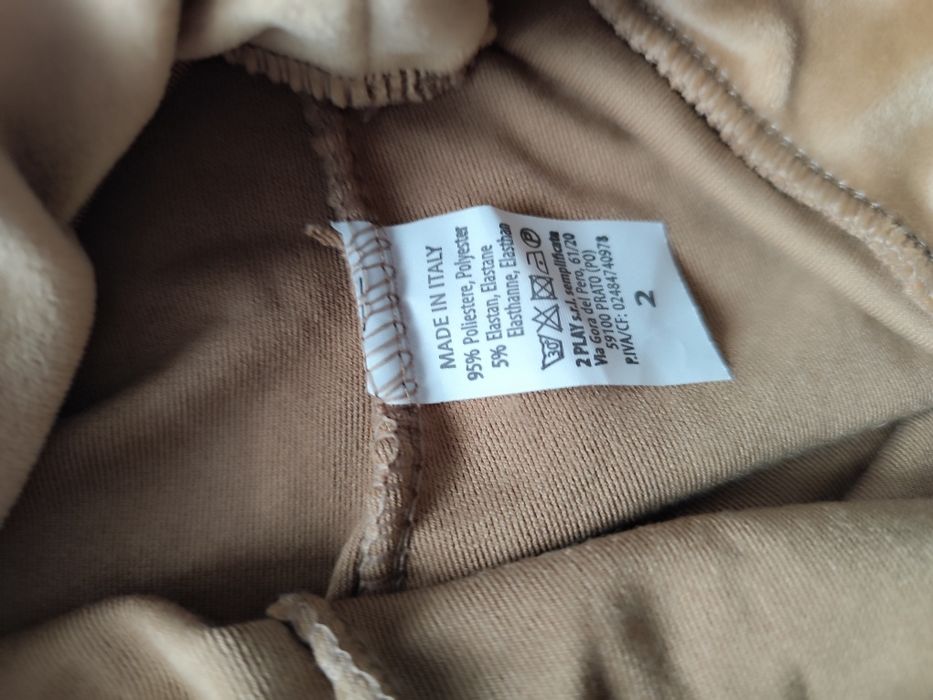 MADE IN ITALY
95% Poliestere, Polyester
5% Elastan, Elastane
Elasthanne, Elasthan
30 P
2 PLAY s.r.l. semplificata
Via Gora del Pero, 61/20
59100 PRATO (PO)
P.IVA/CF: 02484740978
2